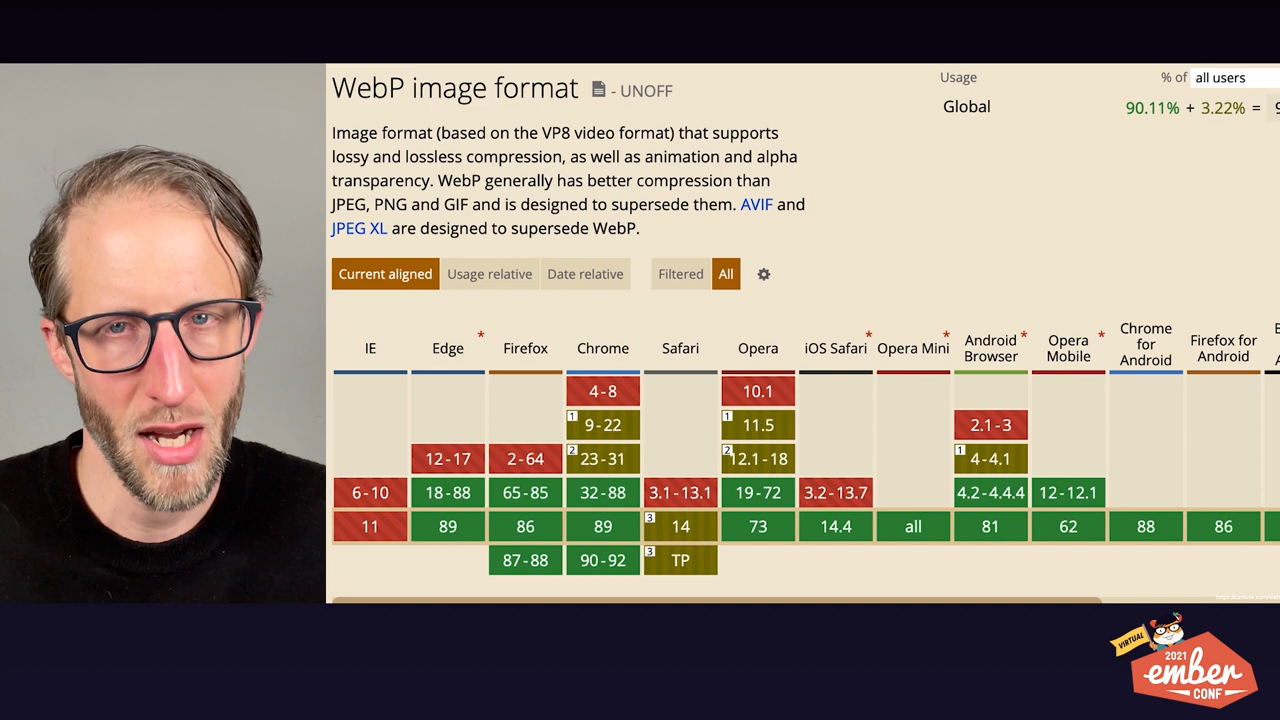 WebP image format - UNOFF
Usage % of all users
Global 90.11% + 3.22% =
Image format (based on the VP8 video format) that supports
lossy and lossless compression, as well as animation and alpha
transparency. WebP generally has better compression than
JPEG, PNG and GIF and is designed to supersede them. AVIF and
JPEG XL are designed to supersede WebP.
Current aligned Usage relative Date relative Filtered All
IE Edge * Firefox Chrome Safari Opera iOS Safari * Opera Mini * Android Browser * Opera Mobile * Chrome for Android Firefox for Android
4-8 10.1
1 9-22 1 11.5 2.1-3
12-17 2-64 2 23-31 2 12.1-18 1 4-4.1
6-10 18-88 65-85 32-88 3.1-13.1 19-72 3.2-13.7 4.2-4.4.4 12-12.1
11 89 86 89 3 14 73 14.4 all 81 62 88 86
87-88 90-92 3 TP
VIRTUAL
2021
ember
CONF